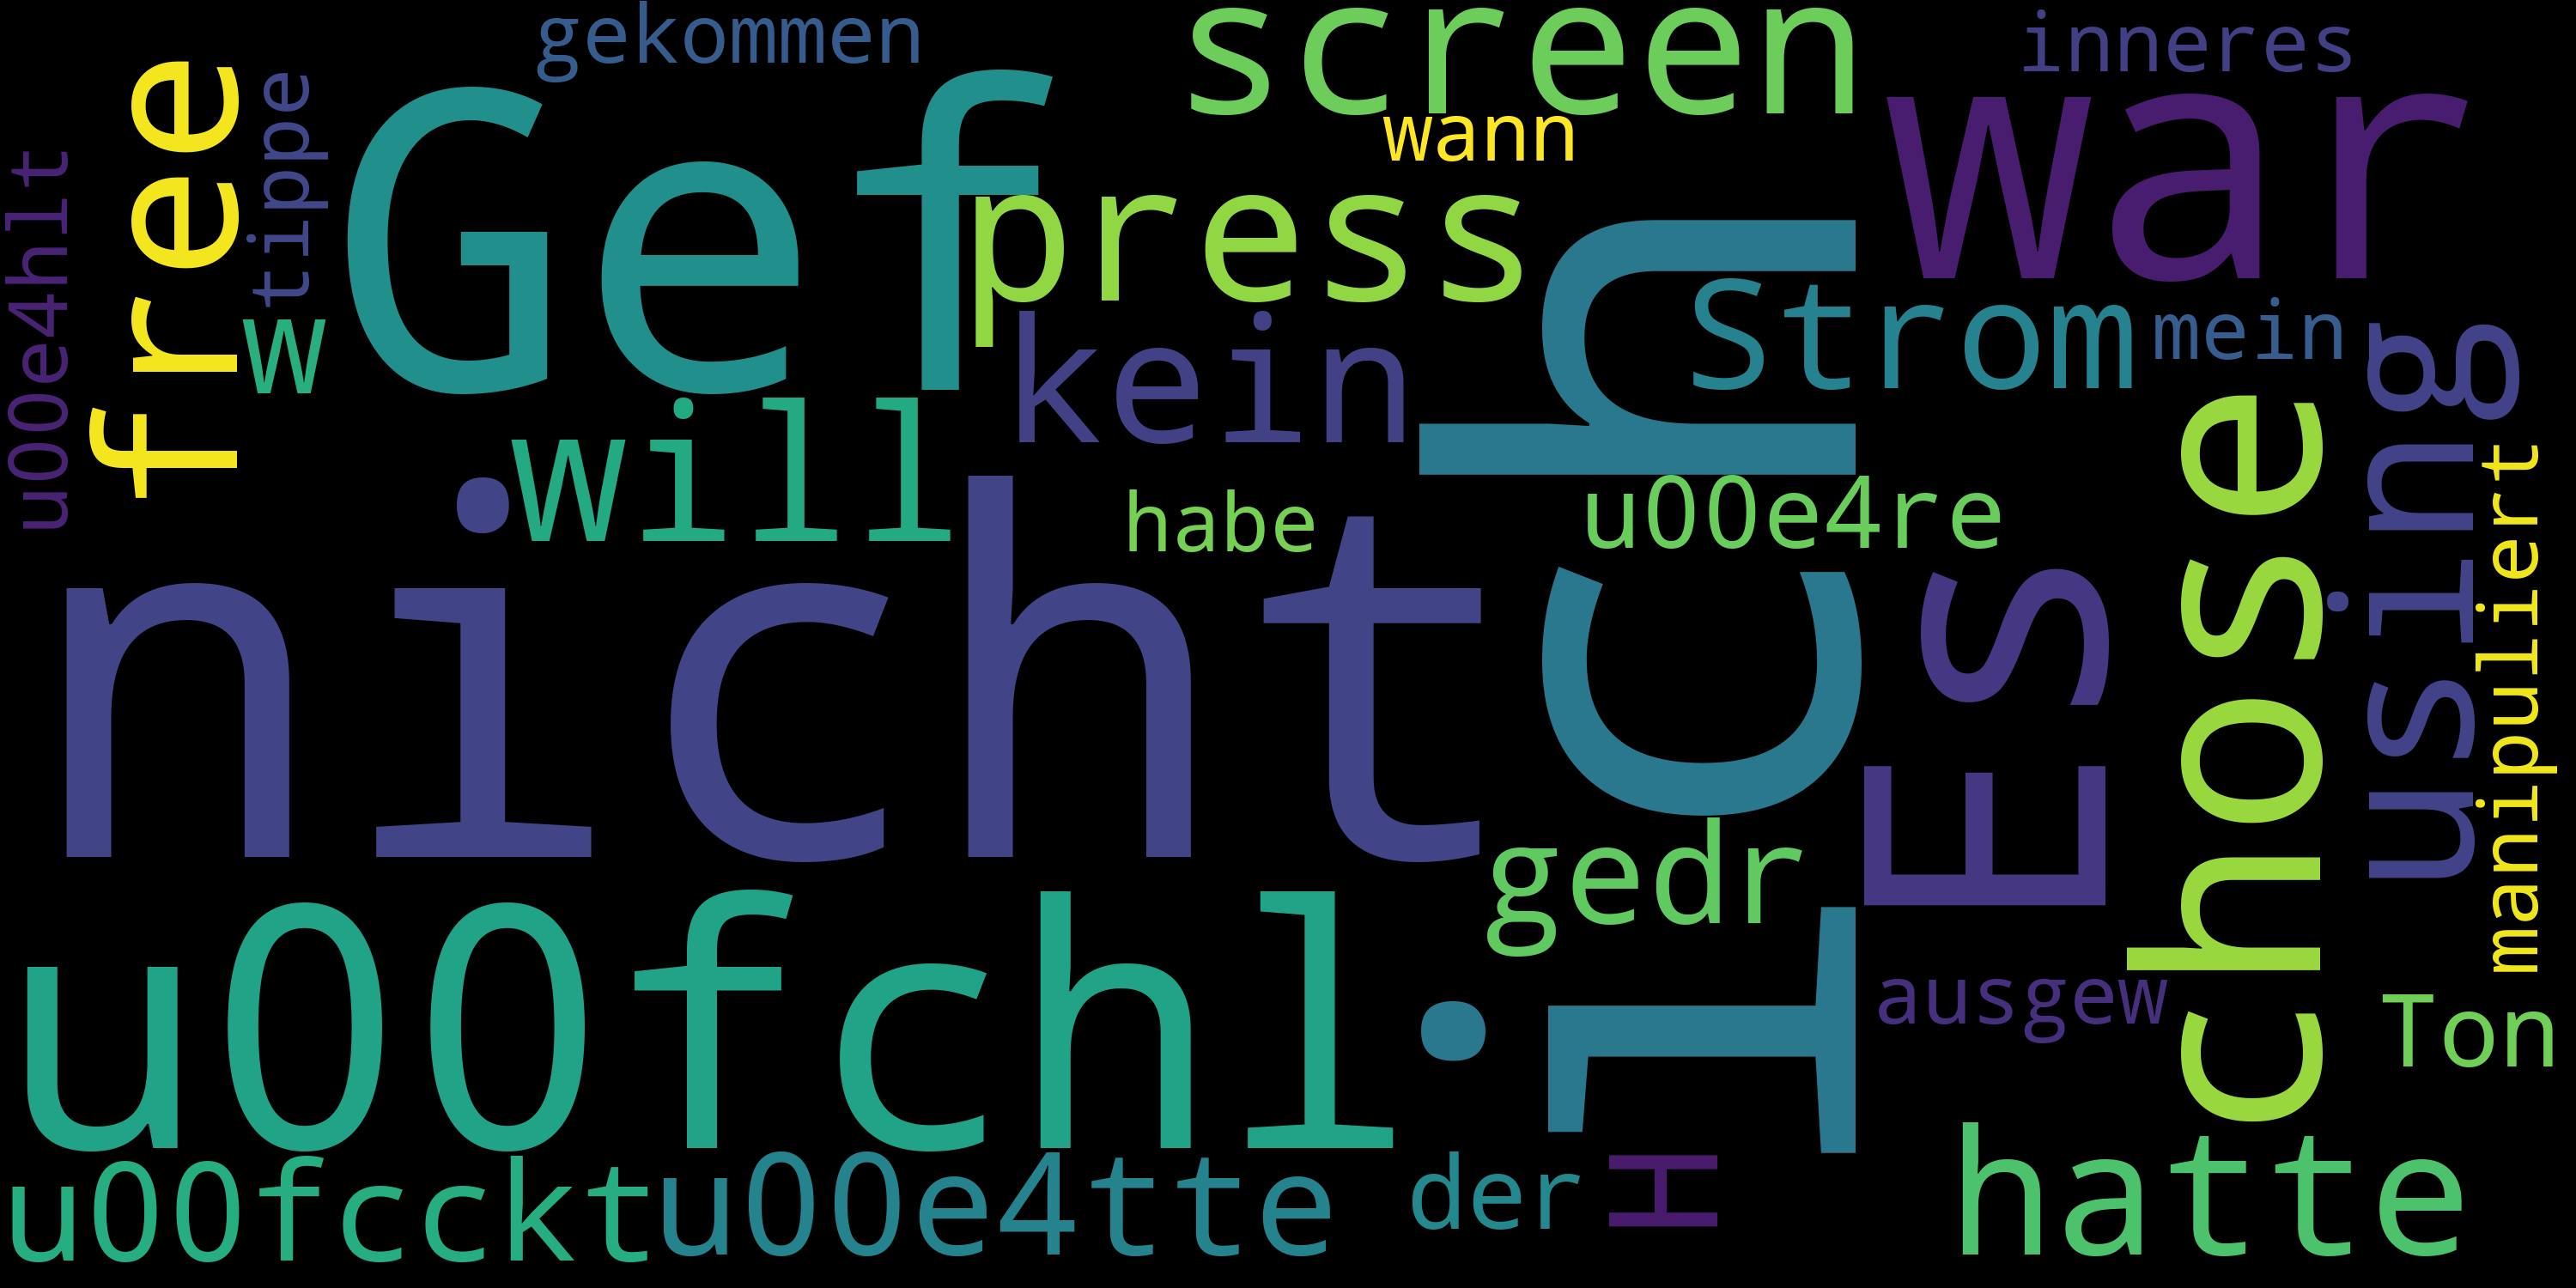 gekommen
screen
inneres
free
tippe
Gef
wann
war
u00e4hlt
press
Ich
w
kein
Strom
mein
will
using
habe
u00e4re
chose
manipuliert
nicht
Es
gedr
u00fchl
ausgew
Ton
u00fcckt
u00e4tte
der
H
hatte